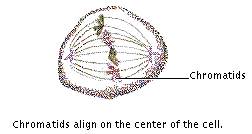 Chromatids
Chromatids align on the center of the cell.